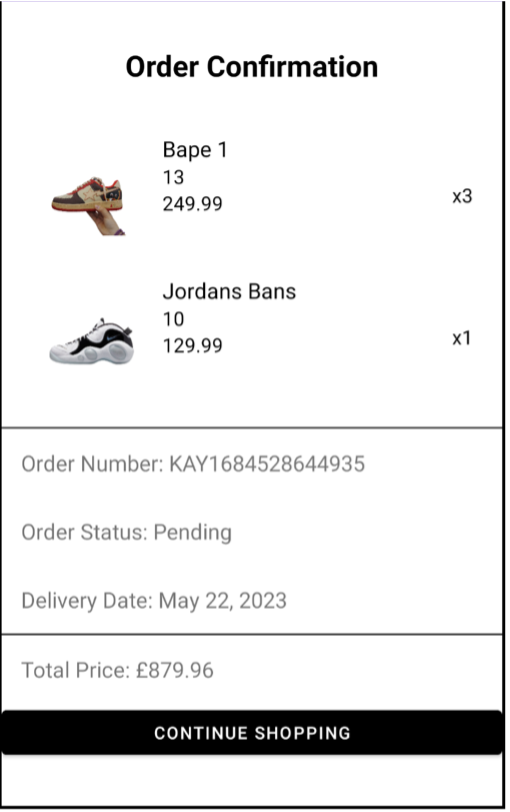 Order Confirmation
Bape 1
13
249.99
x3
Jordans Bans
10
129.99
x1
Order Number: KAY1684528644935
Order Status: Pending
Delivery Date: May 22, 2023
Total Price: £879.96
CONTINUE SHOPPING